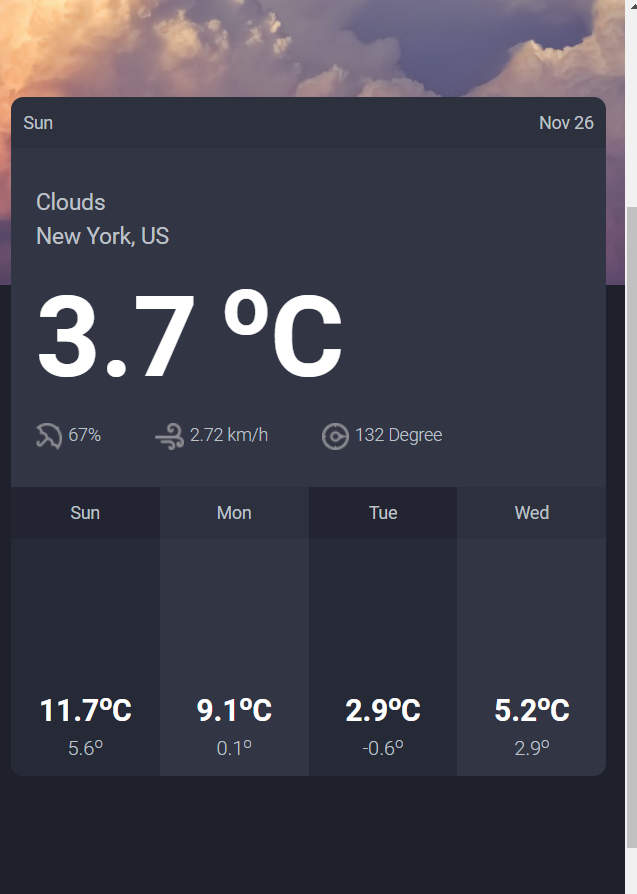 Sun Nov 26
Clouds
New York, US
3.7 ºC
67% 2.72 km/h 132 Degree
Sun Mon Tue Wed
11.7ºC 9.1ºC 2.9ºC 5.2ºC
5.6º 0.1º -0.6º 2.9º